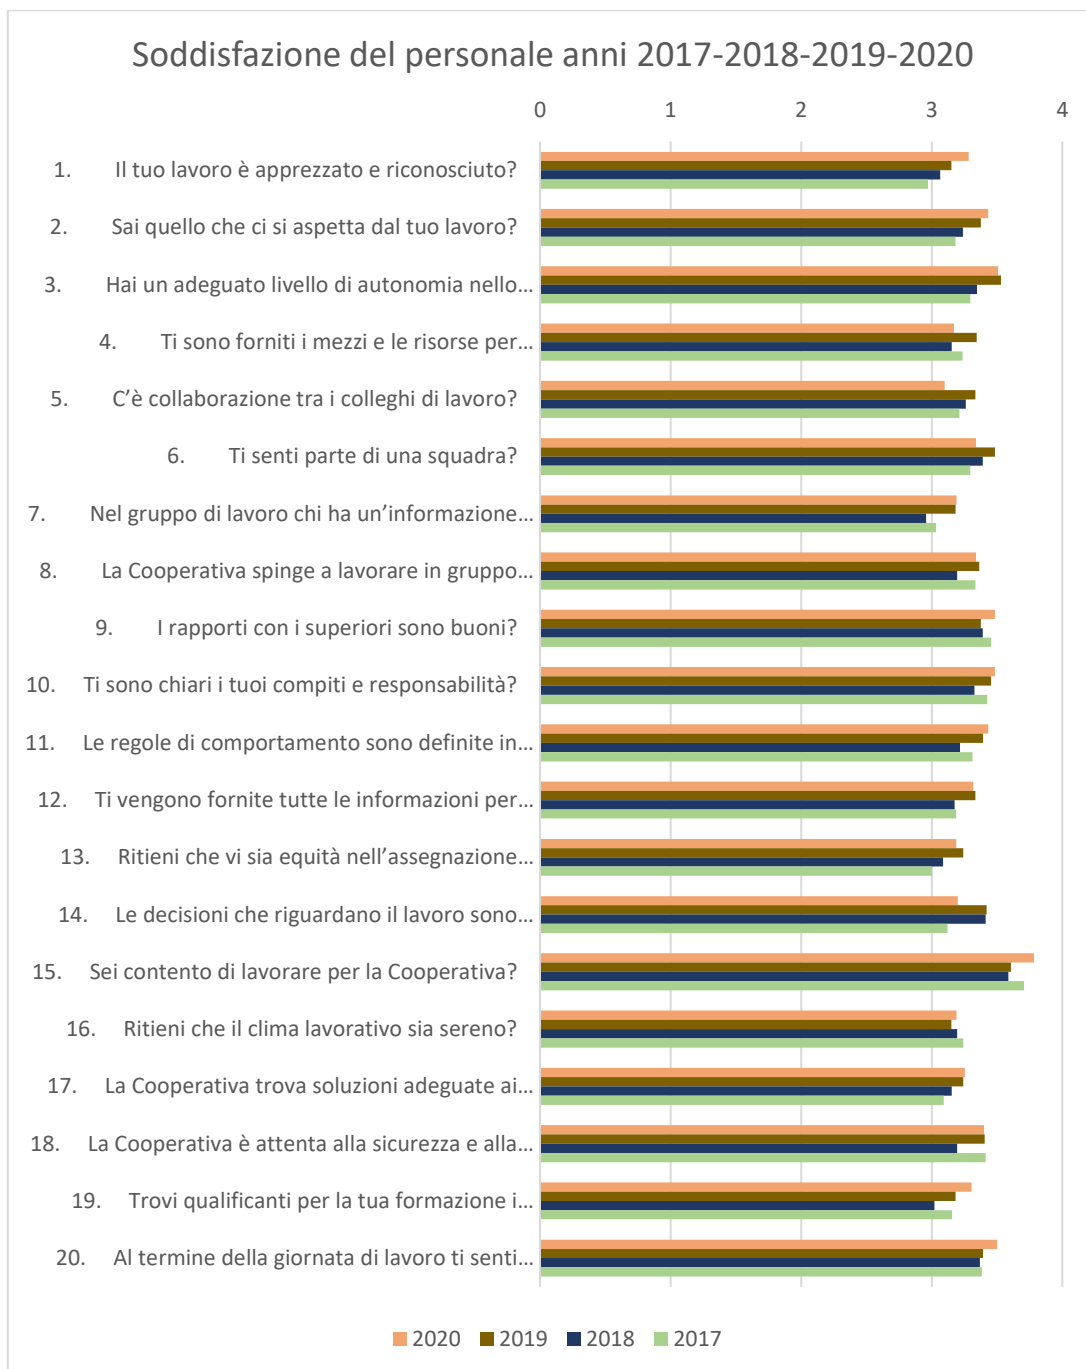 Soddisfazione del personale anni 2017-2018-2019-2020
0 1 2 3 4
1. Il tuo lavoro è apprezzato e riconosciuto?
2. Sai quello che ci si aspetta dal tuo lavoro?
3. Hai un adeguato livello di autonomia nello...
4. Ti sono forniti i mezzi e le risorse per...
5. C’è collaborazione tra i colleghi di lavoro?
6. Ti senti parte di una squadra?
7. Nel gruppo di lavoro chi ha un’informazione...
8. La Cooperativa spinge a lavorare in gruppo...
9. I rapporti con i superiori sono buoni?
10. Ti sono chiari i tuoi compiti e responsabilità?
11. Le regole di comportamento sono definite in...
12. Ti vengono fornite tutte le informazioni per...
13. Ritieni che vi sia equità nell’assegnazione...
14. Le decisioni che riguardano il lavoro sono...
15. Sei contento di lavorare per la Cooperativa?
16. Ritieni che il clima lavorativo sia sereno?
17. La Cooperativa trova soluzioni adeguate ai...
18. La Cooperativa è attenta alla sicurezza e alla...
19. Trovi qualificanti per la tua formazione i...
20. Al termine della giornata di lavoro ti senti...
2020 2019 2018 2017